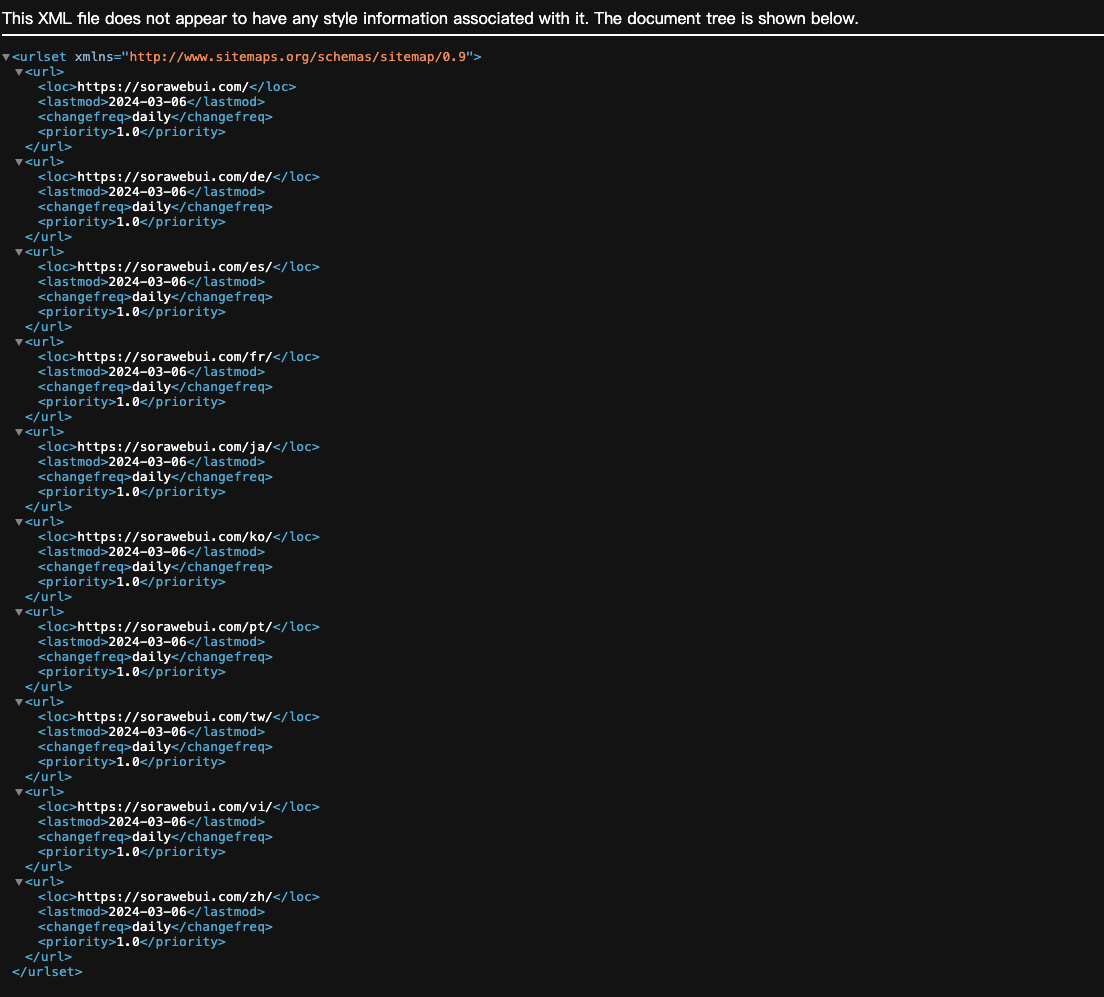 This XML file does not appear to have any style information associated with it. The document tree is shown below.
▼<urlset xmlns="http://www.sitemaps.org/schemas/sitemap/0.9">
▼<url>
<loc>https://sorawebui.com/</loc>
<lastmod>2024-03-06</lastmod>
<changefreq>daily</changefreq>
<priority>1.0</priority>
</url>
▼<url>
<loc>https://sorawebui.com/de/</loc>
<lastmod>2024-03-06</lastmod>
<changefreq>daily</changefreq>
<priority>1.0</priority>
</url>
▼<url>
<loc>https://sorawebui.com/es/</loc>
<lastmod>2024-03-06</lastmod>
<changefreq>daily</changefreq>
<priority>1.0</priority>
</url>
▼<url>
<loc>https://sorawebui.com/fr/</loc>
<lastmod>2024-03-06</lastmod>
<changefreq>daily</changefreq>
<priority>1.0</priority>
</url>
▼<url>
<loc>https://sorawebui.com/ja/</loc>
<lastmod>2024-03-06</lastmod>
<changefreq>daily</changefreq>
<priority>1.0</priority>
</url>
▼<url>
<loc>https://sorawebui.com/ko/</loc>
<lastmod>2024-03-06</lastmod>
<changefreq>daily</changefreq>
<priority>1.0</priority>
</url>
▼<url>
<loc>https://sorawebui.com/pt/</loc>
<lastmod>2024-03-06</lastmod>
<changefreq>daily</changefreq>
<priority>1.0</priority>
</url>
▼<url>
<loc>https://sorawebui.com/tw/</loc>
<lastmod>2024-03-06</lastmod>
<changefreq>daily</changefreq>
<priority>1.0</priority>
</url>
▼<url>
<loc>https://sorawebui.com/vi/</loc>
<lastmod>2024-03-06</lastmod>
<changefreq>daily</changefreq>
<priority>1.0</priority>
</url>
▼<url>
<loc>https://sorawebui.com/zh/</loc>
<lastmod>2024-03-06</lastmod>
<changefreq>daily</changefreq>
<priority>1.0</priority>
</url>
</urlset>